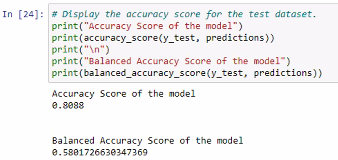 In [24]: # Display the accuracy score for the test dataset.
print("Accuracy Score of the model")
print(accuracy_score(y_test, predictions))
print("\n")
print("Balanced Accuracy Score of the model")
print(balanced_accuracy_score(y_test, predictions))
Accuracy Score of the model
0.8088
Balanced Accuracy Score of the model
0.5801726630347369